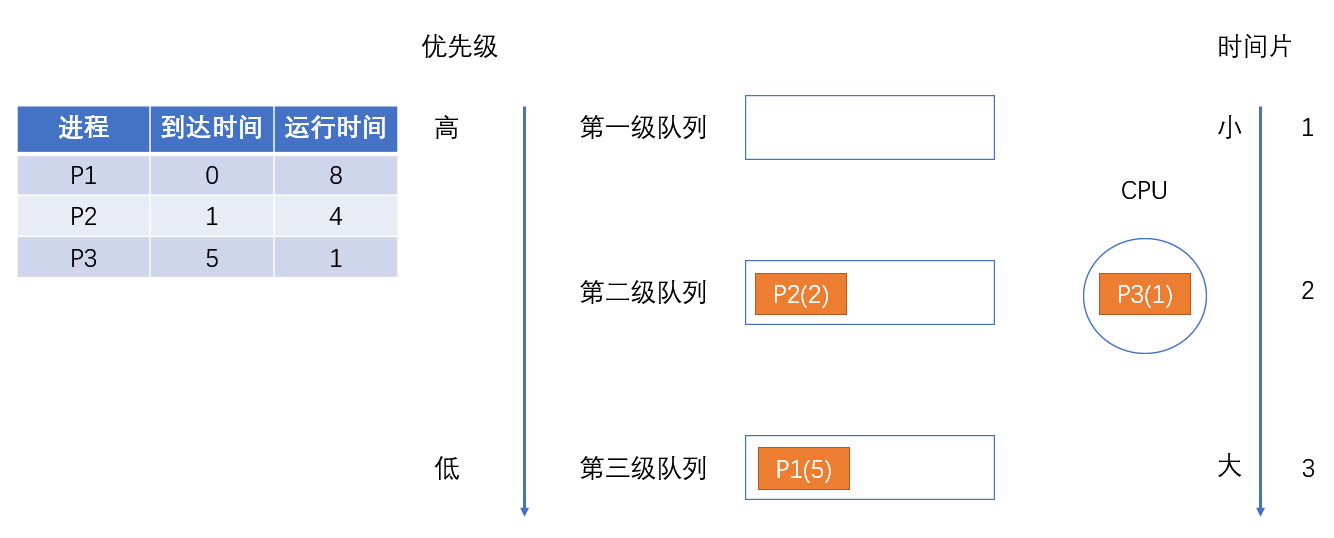 优先级
时间片
进程 到达时间 运行时间
P1 0 8
P2 1 4
P3 5 1
高
第一级队列
小
1
CPU
第二级队列
P2(2)
P3(1)
2
低
第三级队列
P1(5)
大
3